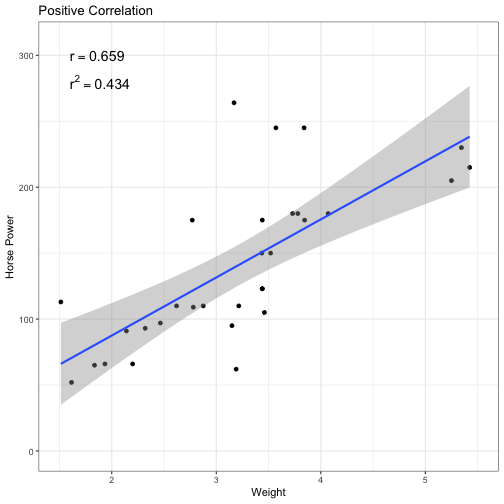 Positive Correlation
r = 0.659
r² = 0.434
300
200
100
0
Horse Power
2 3 4 5
Weight